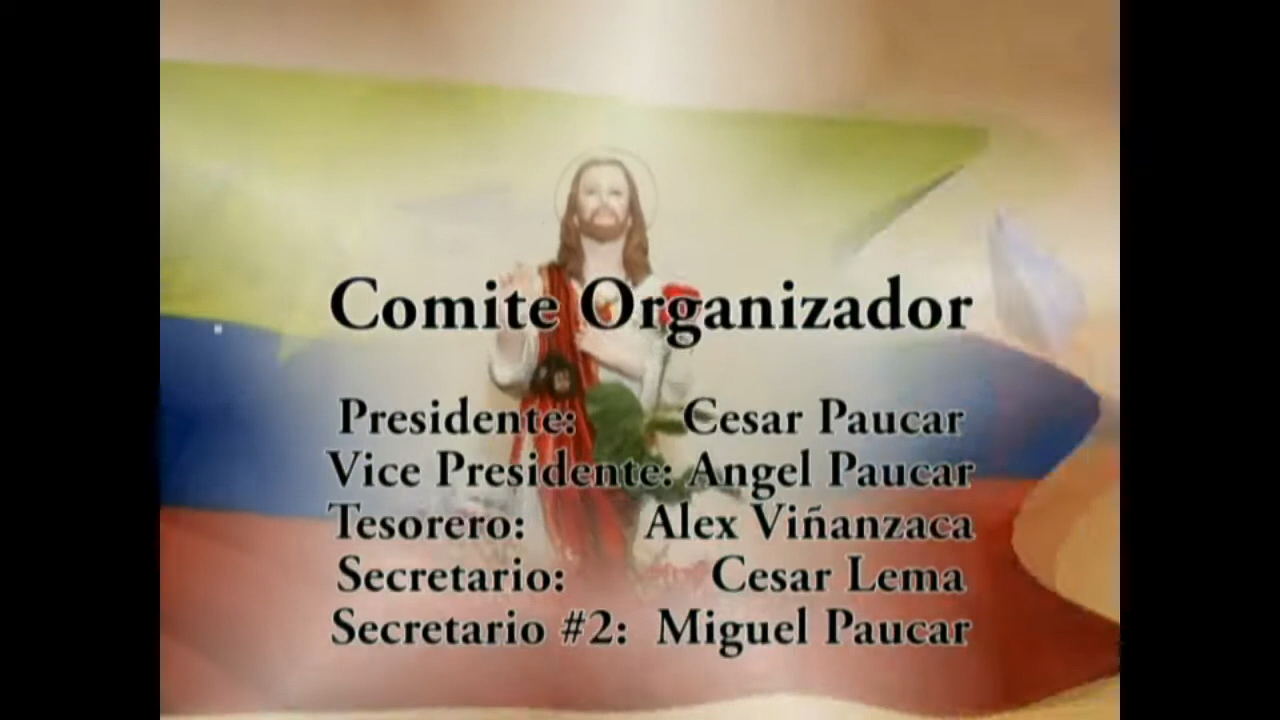 Comite Organizador
Presidente: Cesar Paucar
Vice Presidente: Angel Paucar
Tesorero: Alex Viñanzaca
Secretario: Cesar Lema
Secretario #2: Miguel Paucar